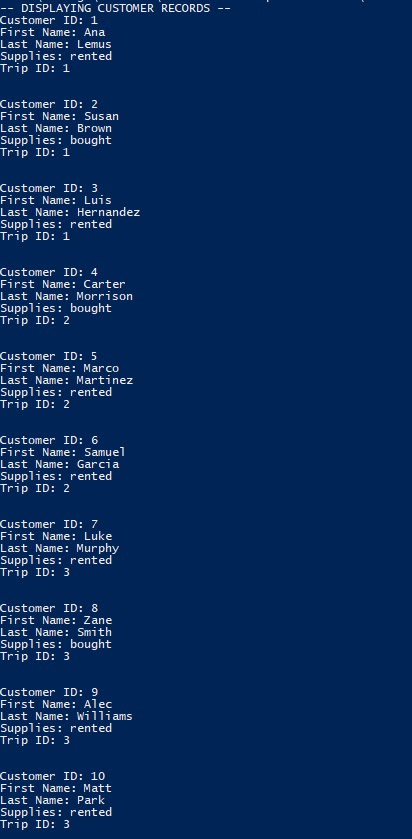 -- DISPLAYING CUSTOMER RECORDS --
Customer ID: 1
First Name: Ana
Last Name: Lemus
Supplies: rented
Trip ID: 1
Customer ID: 2
First Name: Susan
Last Name: Brown
Supplies: bought
Trip ID: 1
Customer ID: 3
First Name: Luis
Last Name: Hernandez
Supplies: rented
Trip ID: 1
Customer ID: 4
First Name: Carter
Last Name: Morrison
Supplies: bought
Trip ID: 2
Customer ID: 5
First Name: Marco
Last Name: Martinez
Supplies: rented
Trip ID: 2
Customer ID: 6
First Name: Samuel
Last Name: Garcia
Supplies: rented
Trip ID: 2
Customer ID: 7
First Name: Luke
Last Name: Murphy
Supplies: rented
Trip ID: 3
Customer ID: 8
First Name: Zane
Last Name: Smith
Supplies: bought
Trip ID: 3
Customer ID: 9
First Name: Alec
Last Name: Williams
Supplies: rented
Trip ID: 3
Customer ID: 10
First Name: Matt
Last Name: Park
Supplies: rented
Trip ID: 3